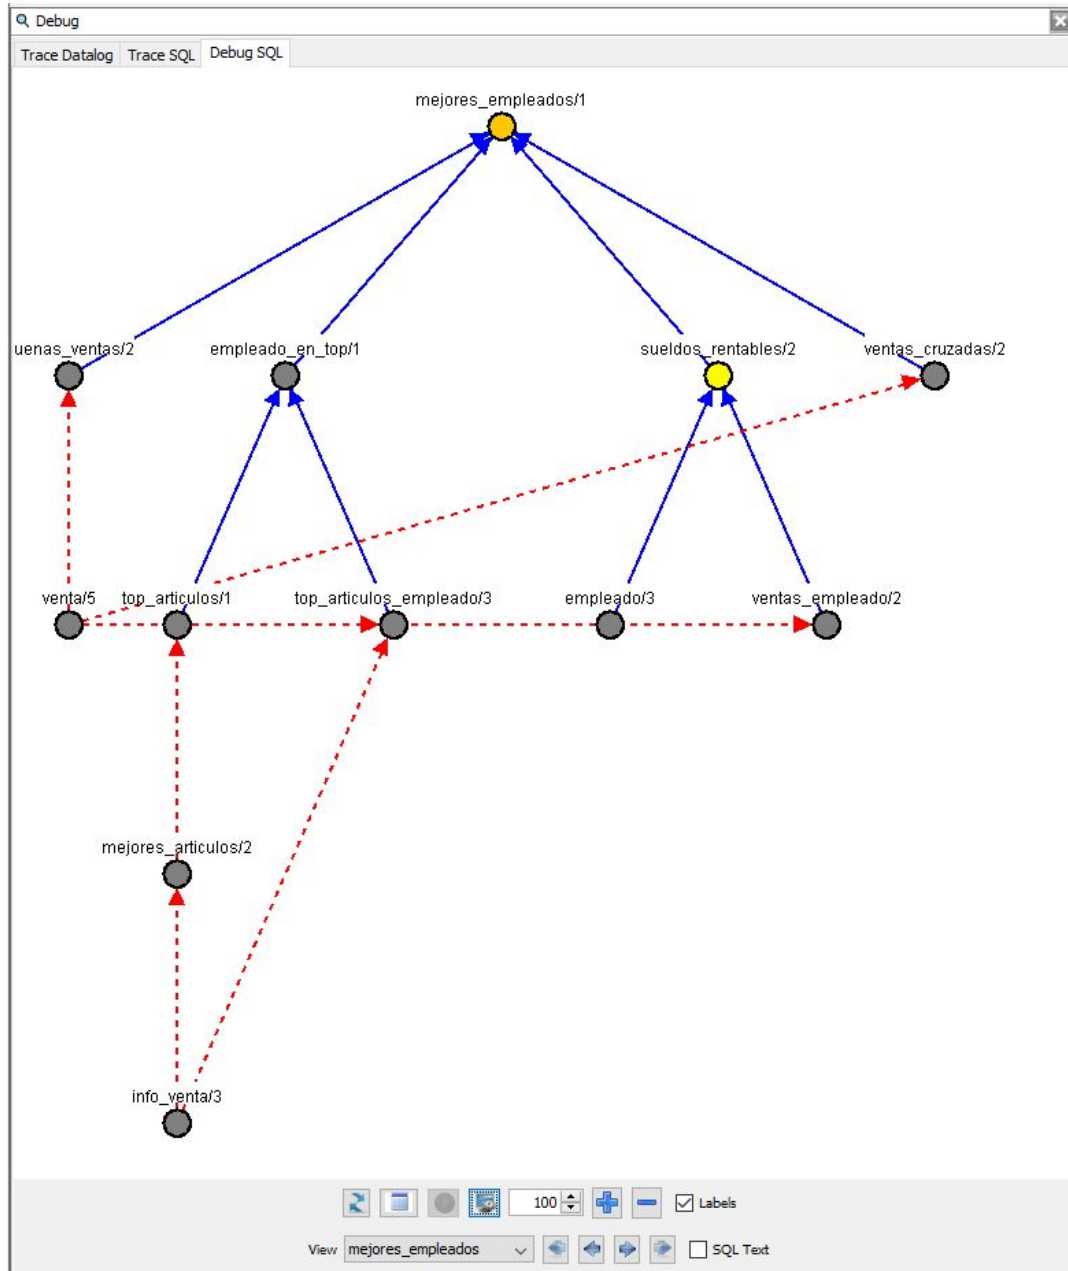 Debug
Trace Datalog Trace SQL Debug SQL
mejores_empleados/1
uenas_ventas/2 empleado_en_top/1 sueldos_rentables/2 ventas_cruzadas/2
venta/5 top_articulos/1 top_articulos_empleado/3 empleado/3 ventas_empleado/2
mejores_articulos/2
info_venta/3
100 Labels
View mejores_empleados SQL Text